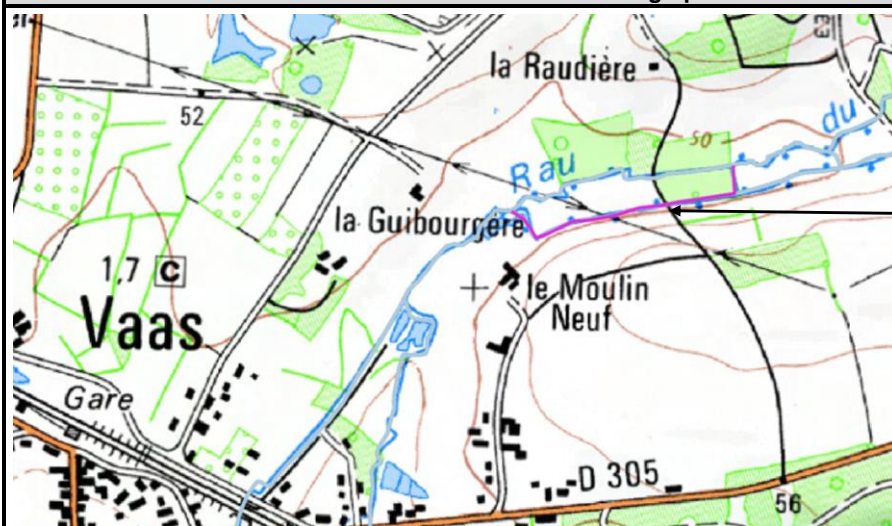 la Raudière
52
50
du
Rau
la Guibourgère
1,7 C
le Moulin
Neuf
Vaas
Gare
D 305
56